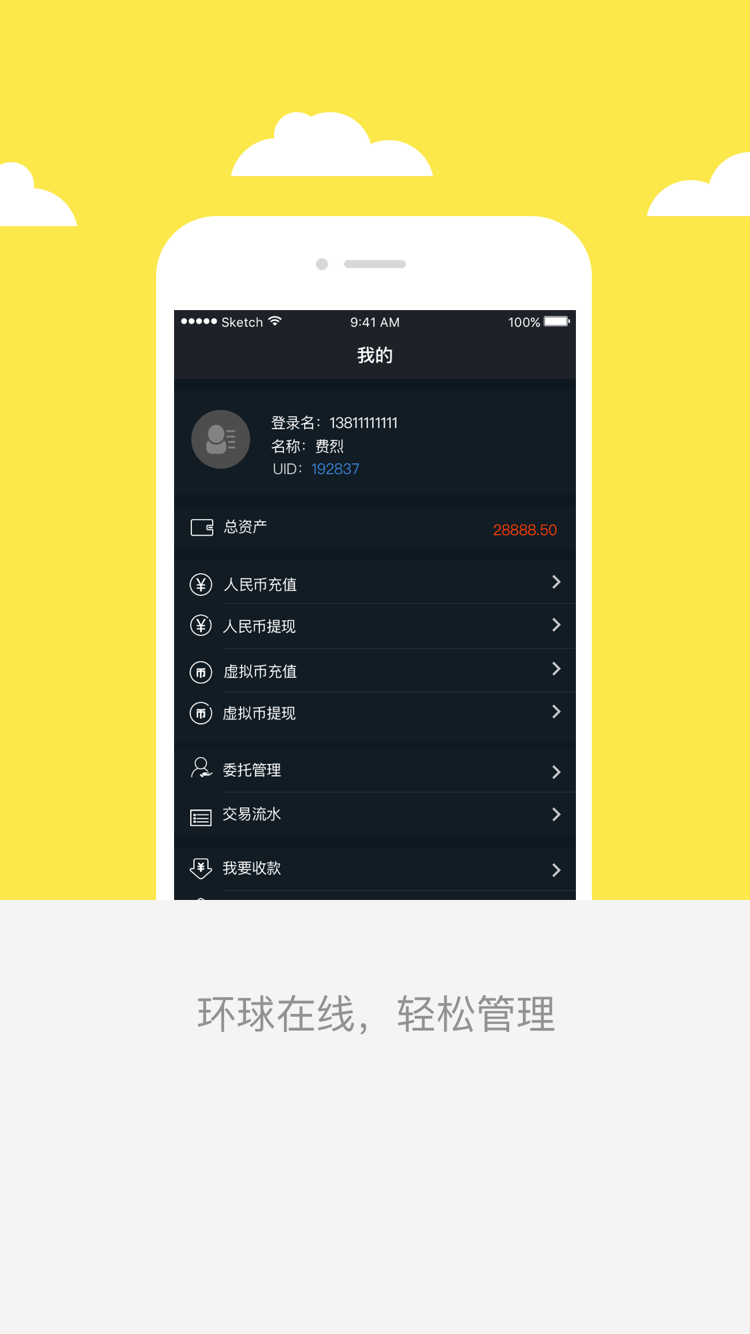 Sketch 9:41 AM 100%
我的
登录名：13811111111
名称：费烈
UID：192837
总资产 28888.50
人民币充值
人民币提现
虚拟币充值
虚拟币提现
委托管理
交易流水
我要收款
环球在线，轻松管理